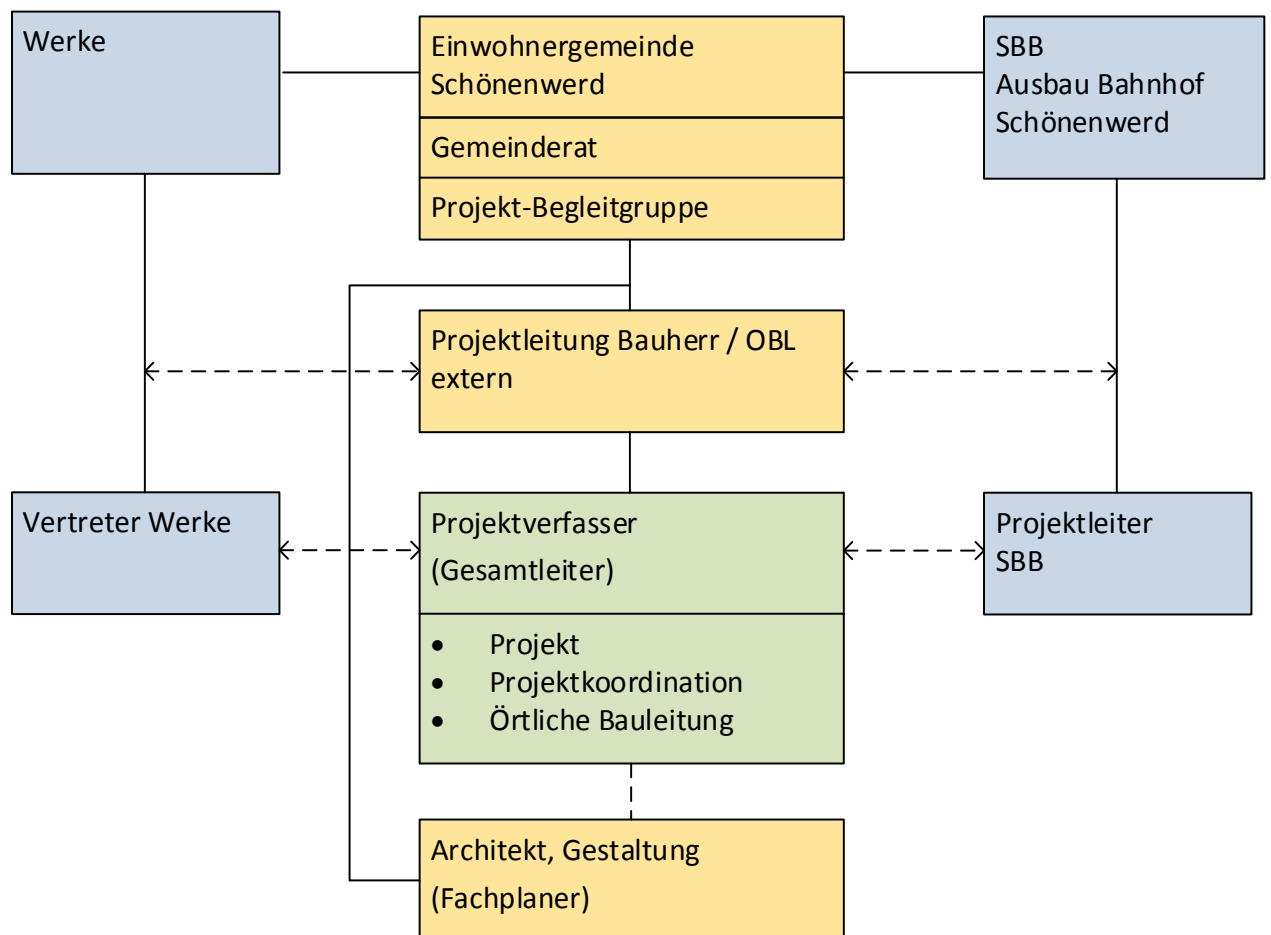 Werke
Einwohnergemeinde
Schönenwerd
Gemeinderat
Projekt-Begleitgruppe
SBB
Ausbau Bahnhof
Schönenwerd
Projektleitung Bauherr / OBL
extern
Vertreter Werke
Projektverfasser
(Gesamtleiter)
• Projekt
• Projektkoordination
• Örtliche Bauleitung
Projektleiter
SBB
Architekt, Gestaltung
(Fachplaner)